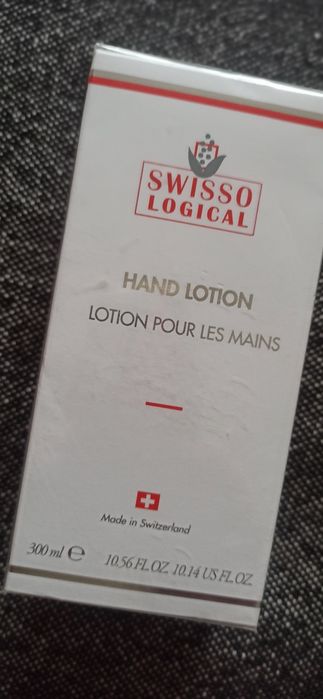 SWISSO
LOGICAL
HAND LOTION
LOTION POUR LES MAINS
Made in Switzerland
300 ml ℮ 10.56 FL.OZ. 10.14 US FL.OZ.